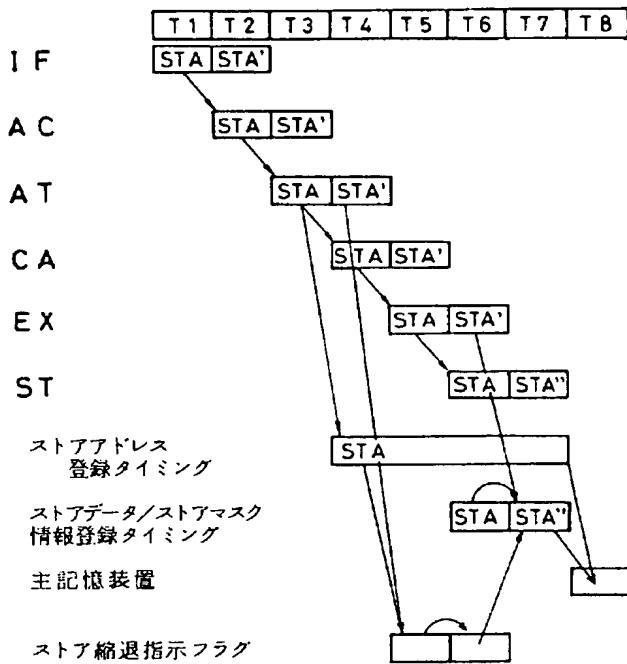 T1 T2 T3 T4 T5 T6 T7 T8
IF STA STA'
AC STA STA'
AT STA STA'
CA STA STA'
EX STA STA'
ST STA STA''
ストアアドレス
登録タイミング
STA
ストアデータ/ストアマスク
情報登録タイミング
STA STA''
主記憶装置
ストア縮退指示フラグ